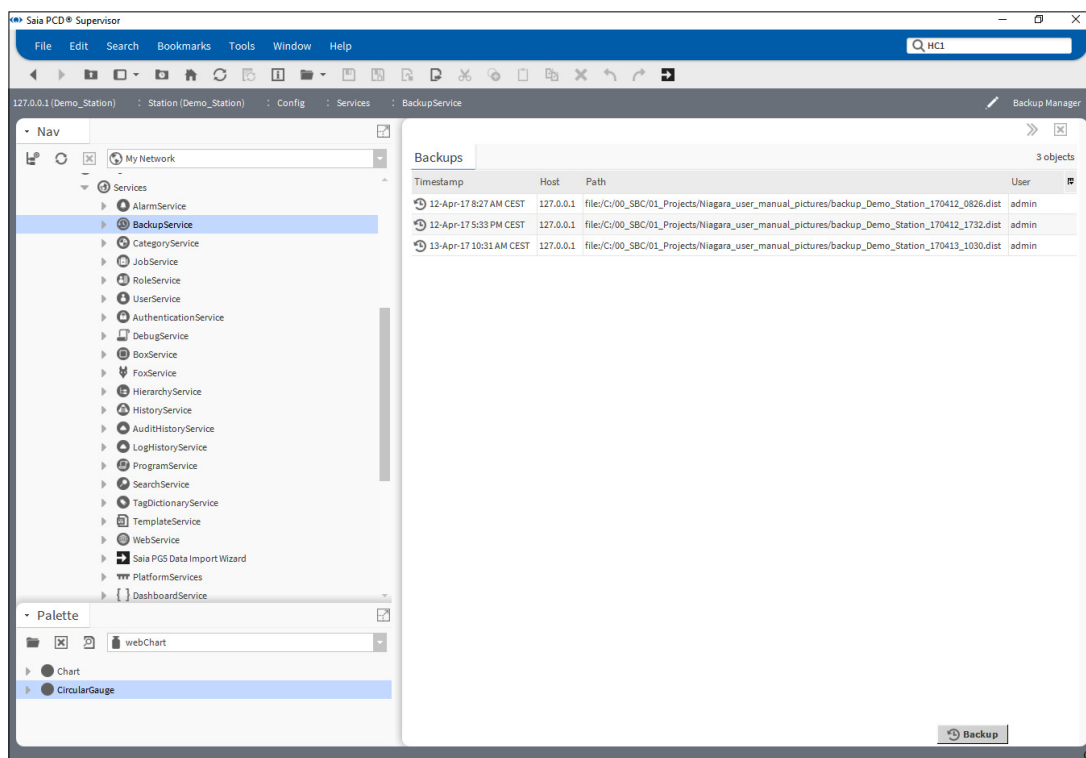 Saia PCD® Supervisor
File Edit Search Bookmarks Tools Window Help
HC1
127.0.0.1 (Demo_Station) : Station (Demo_Station) : Config : Services : BackupService
Backup Manager
Nav
My Network
Services
AlarmService
BackupService
CategoryService
JobService
RoleService
UserService
AuthenticationService
DebugService
BoxService
FoxService
HierarchyService
HistoryService
AuditHistoryService
LogHistoryService
ProgramService
SearchService
TagDictionaryService
TemplateService
WebService
Saia PG5 Data Import Wizard
PlatformServices
DashboardService
Palette
webChart
Chart
CircularGauge
Backups
3 objects
Timestamp Host Path User
12-Apr-17 8:27 AM CEST 127.0.0.1 file:/C:/00_SBC/01_Projects/Niagara_user_manual_pictures/backup_Demo_Station_170412_0826.dist admin
12-Apr-17 5:33 PM CEST 127.0.0.1 file:/C:/00_SBC/01_Projects/Niagara_user_manual_pictures/backup_Demo_Station_170412_1732.dist admin
13-Apr-17 10:31 AM CEST 127.0.0.1 file:/C:/00_SBC/01_Projects/Niagara_user_manual_pictures/backup_Demo_Station_170413_1030.dist admin
Backup